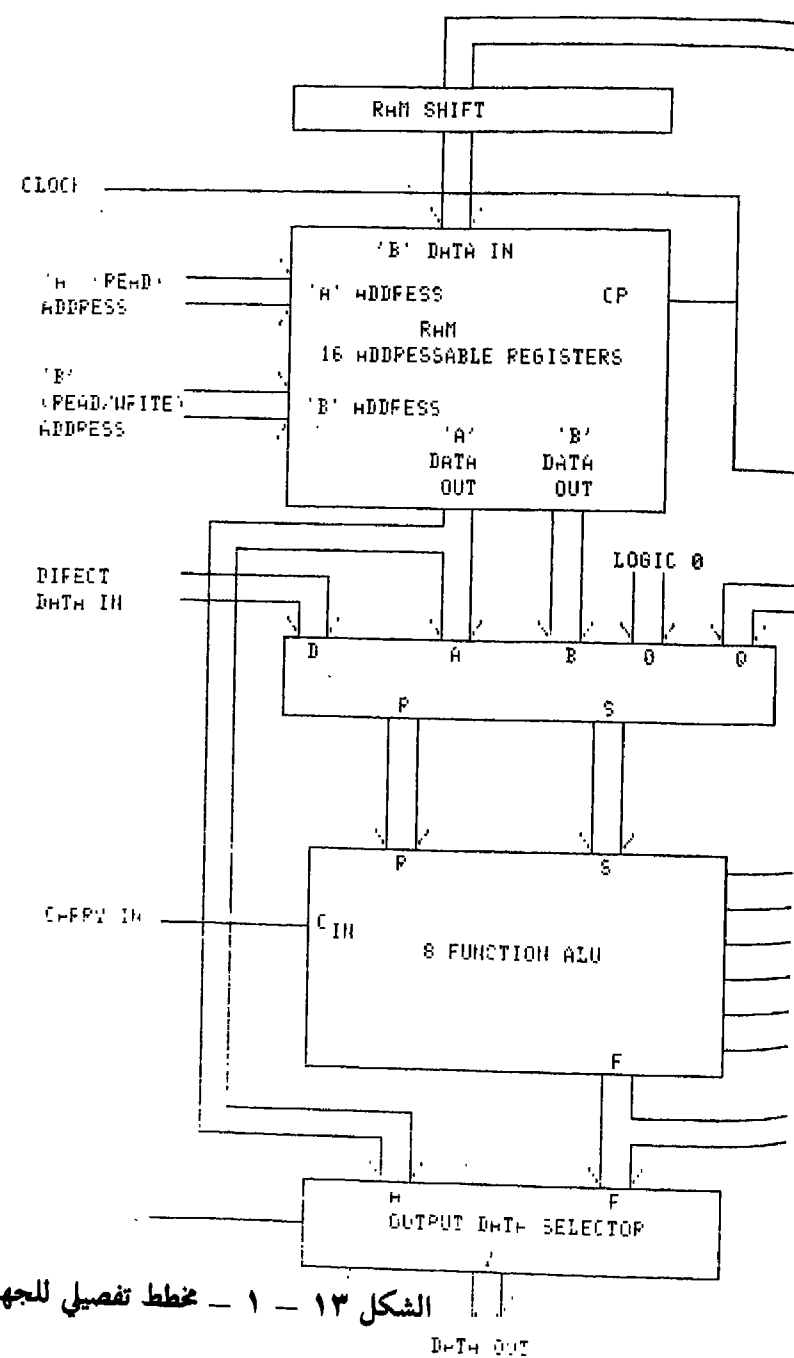 RAM SHIFT
CLOCK
'B' DATA IN
'A' (READ)
ADDRESS
'A' ADDRESS CP
RAM
16 ADDRESSABLE REGISTERS
'B'
(READ/WRITE)
ADDRESS
'B' ADDRESS
'A' 'B'
DATA DATA
OUT OUT
LOGIC 0
DIRECT
DATA IN
D A B 0 Q
R S
R S
CARRY IN
C IN
8 FUNCTION ALU
F
A F
OUTPUT DATA SELECTOR
Y
الشكل ١٣ – ١ – مخطط تفصيلي للجه
DATA OUT